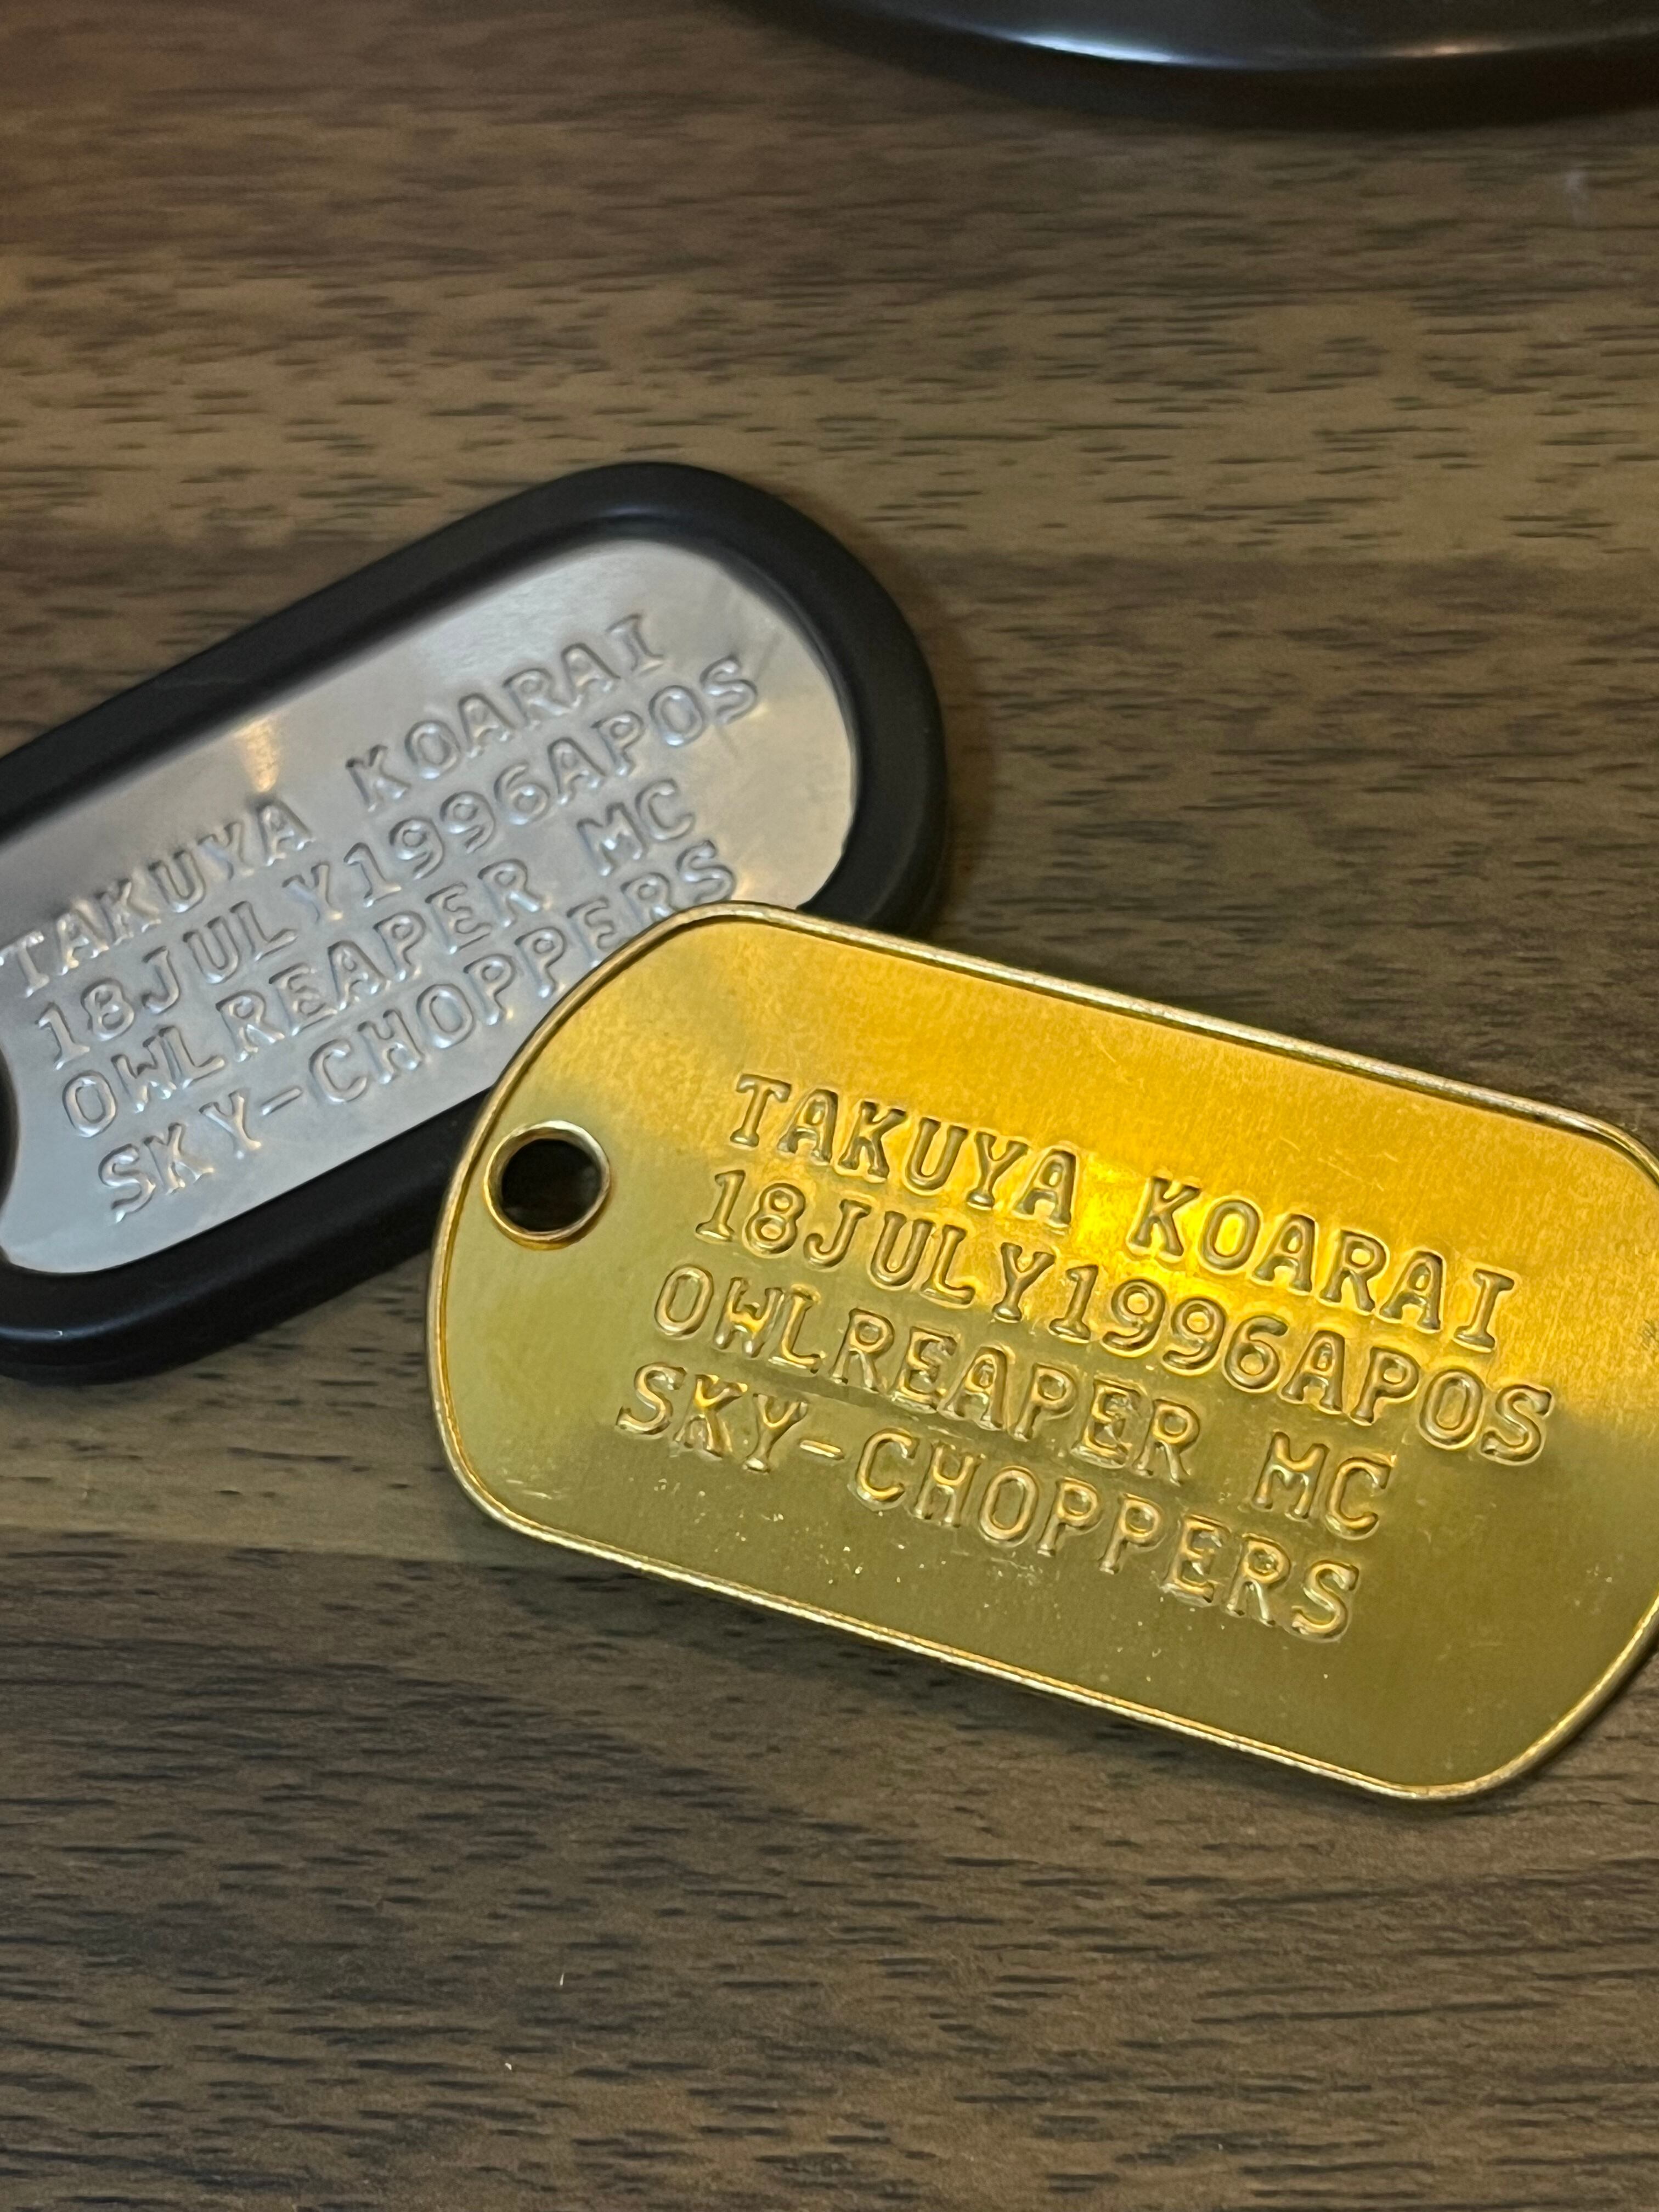 TAKUYA KOARAI
18JULY1996APOS
OWLREAPER MC
SKY-CHOPPERS
TAKUYA KOARAI
18JULY1996APOS
OWLREAPER MC
SKY-CHOPPERS